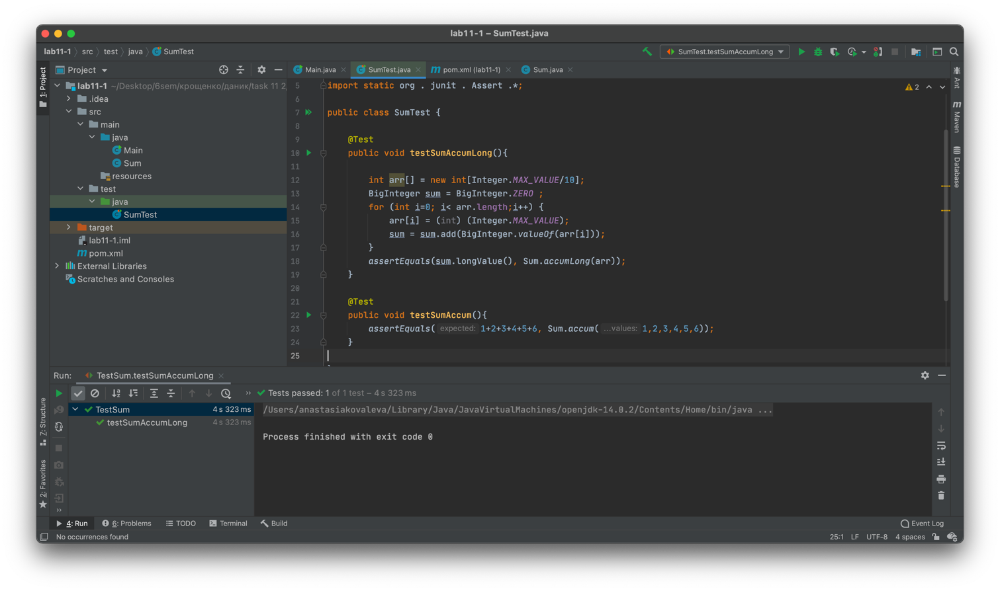 lab11-1 – SumTest.java
lab11-1 src test java SumTest
SumTest.testSumAccumLong
Project
Main.java SumTest.java pom.xml (lab11-1) Sum.java
1: Project
lab11-1 ~/Desktop/6sem/крощенко/даник/task 11 2
.idea
src
main
java
Main
Sum
resources
test
java
SumTest
target
lab11-1.iml
pom.xml
External Libraries
Scratches and Consoles
5 import static org . junit . Assert .*;
6
7 public class SumTest {
8
9 @Test
10 public void testSumAccumLong(){
11
12 int arr[] = new int[Integer.MAX_VALUE/10];
13 BigInteger sum = BigInteger.ZERO ;
14 for (int i=0; i< arr.length;i++) {
15 arr[i] = (int) (Integer.MAX_VALUE);
16 sum = sum.add(BigInteger.valueOf(arr[i]));
17 }
18 assertEquals(sum.longValue(), Sum.accumLong(arr));
19 }
20
21 @Test
22 public void testSumAccum(){
23 assertEquals( expected: 1+2+3+4+5+6, Sum.accum( ...values: 1,2,3,4,5,6));
24 }
25
2
Ant
Maven
Database
Run: TestSum.testSumAccumLong
Tests passed: 1 of 1 test – 4 s 323 ms
TestSum 4 s 323 ms
testSumAccumLong 4 s 323 ms
/Users/anastasiakovaleva/Library/Java/JavaVirtualMachines/openjdk-14.0.2/Contents/Home/bin/java ...
Process finished with exit code 0
Z: Structure
2: Favorites
4: Run 6: Problems TODO Terminal Build Event Log
No occurrences found 25:1 LF UTF-8 4 spaces